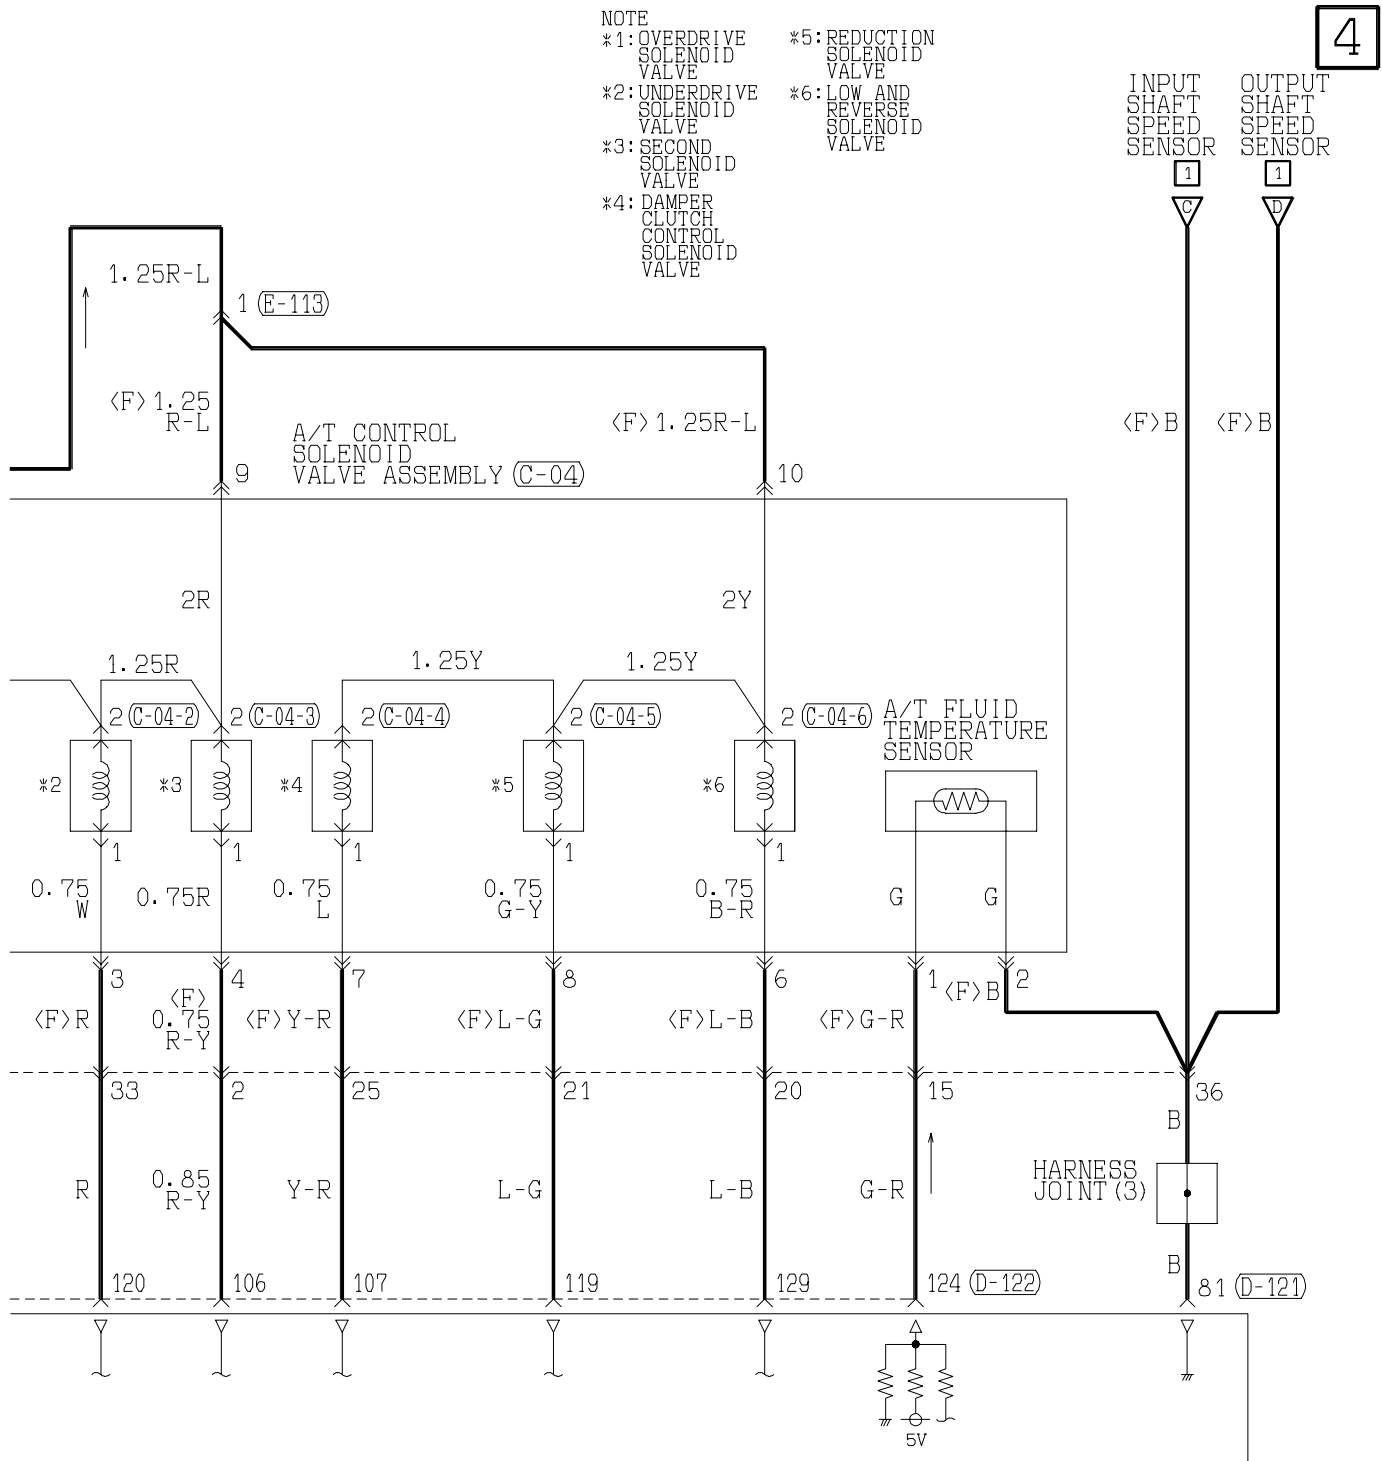 NOTE
*1:OVERDRIVE
SOLENOID
VALVE
*2:UNDERDRIVE
SOLENOID
VALVE
*3:SECOND
SOLENOID
VALVE
*4:DAMPER
CLUTCH
CONTROL
SOLENOID
VALVE
*5:REDUCTION
SOLENOID
VALVE
*6:LOW AND
REVERSE
SOLENOID
VALVE
4
INPUT
SHAFT
SPEED
SENSOR
1
C
OUTPUT
SHAFT
SPEED
SENSOR
1
D
1.25R-L
1 (E-113)
<F>1.25
R-L
<F>1.25R-L
<F>B
<F>B
A/T CONTROL
SOLENOID
VALVE ASSEMBLY (C-04)
9
10
2R
2Y
1.25R
1.25Y
1.25Y
2 (C-04-2)
2 (C-04-3)
2 (C-04-4)
2 (C-04-5)
2 (C-04-6)
A/T FLUID
TEMPERATURE
SENSOR
*2
*3
*4
*5
*6
1
1
1
1
1
0.75
W
0.75R
0.75
L
0.75
G-Y
0.75
B-R
G
G
3
4
7
8
6
1
2
<F>R
<F>
0.75
R-Y
<F>Y-R
<F>L-G
<F>L-B
<F>G-R
<F>B
33
2
25
21
20
15
36
R
0.85
R-Y
Y-R
L-G
L-B
G-R
B
HARNESS
JOINT(3)
B
120
106
107
119
129
124 (D-122)
81 (D-121)
5V